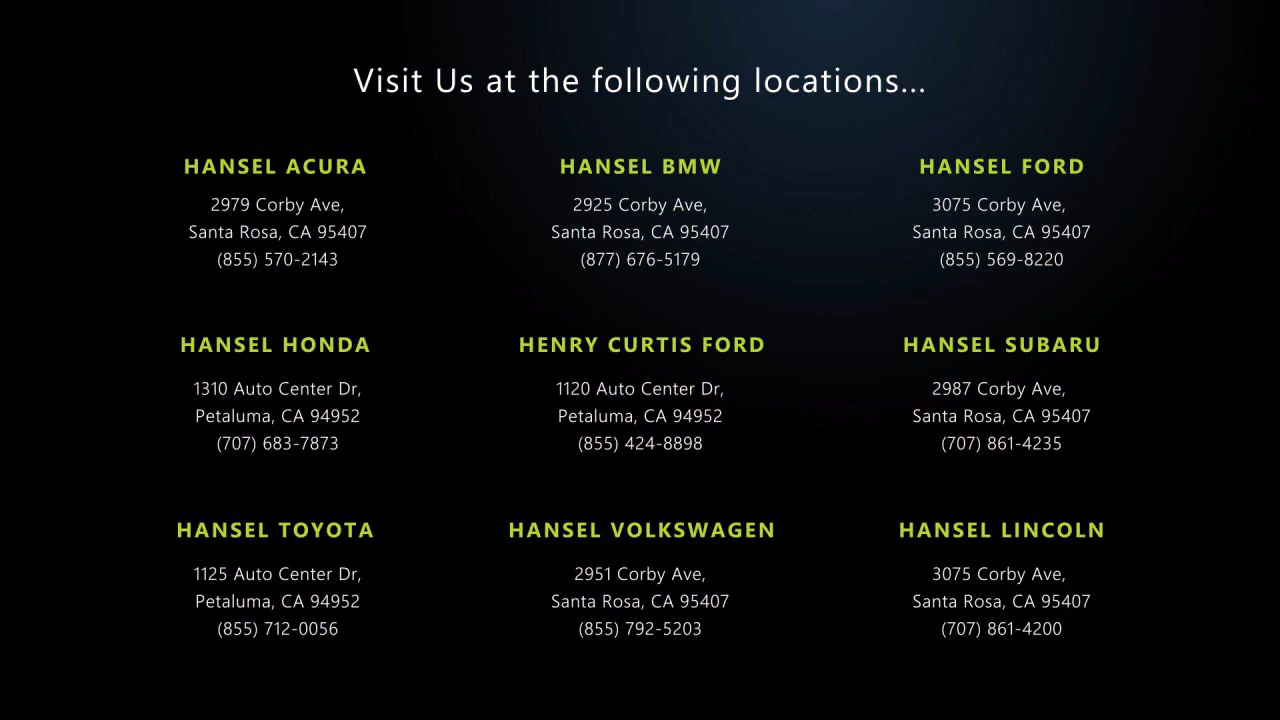 Visit Us at the following locations...
HANSEL ACURA
2979 Corby Ave,
Santa Rosa, CA 95407
(855) 570-2143
HANSEL BMW
2925 Corby Ave,
Santa Rosa, CA 95407
(877) 676-5179
HANSEL FORD
3075 Corby Ave,
Santa Rosa, CA 95407
(855) 569-8220
HANSEL HONDA
1310 Auto Center Dr,
Petaluma, CA 94952
(707) 683-7873
HENRY CURTIS FORD
1120 Auto Center Dr,
Petaluma, CA 94952
(855) 424-8898
HANSEL SUBARU
2987 Corby Ave,
Santa Rosa, CA 95407
(707) 861-4235
HANSEL TOYOTA
1125 Auto Center Dr,
Petaluma, CA 94952
(855) 712-0056
HANSEL VOLKSWAGEN
2951 Corby Ave,
Santa Rosa, CA 95407
(855) 792-5203
HANSEL LINCOLN
3075 Corby Ave,
Santa Rosa, CA 95407
(707) 861-4200